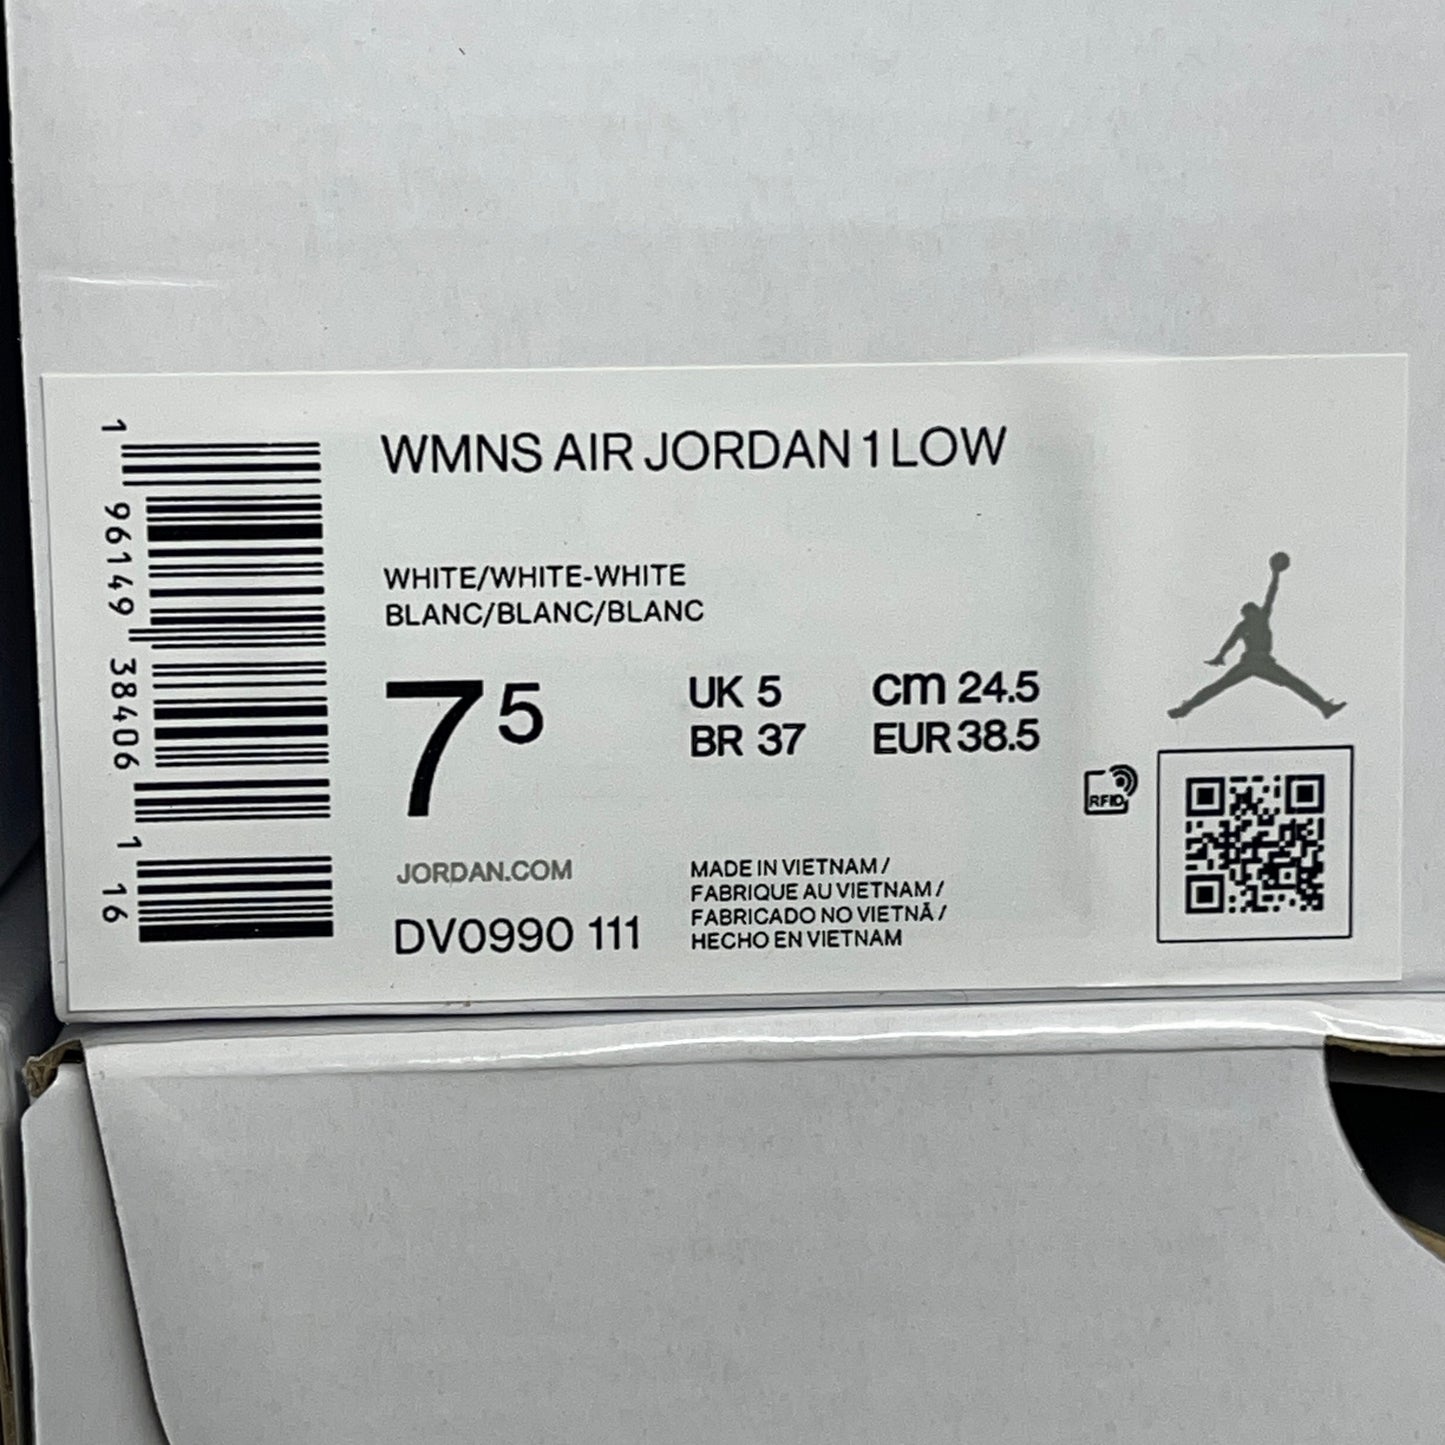 WMNS AIR JORDAN 1 LOW
WHITE/WHITE-WHITE
BLANC/BLANC/BLANC
7 5
UK 5
cm 24.5
BR 37
EUR 38.5
RFID
JORDAN.COM
DV0990 111
MADE IN VIETNAM /
FABRIQUE AU VIETNAM /
FABRICADO NO VIETNÃ /
HECHO EN VIETNAM
1 96149 38406 1 16